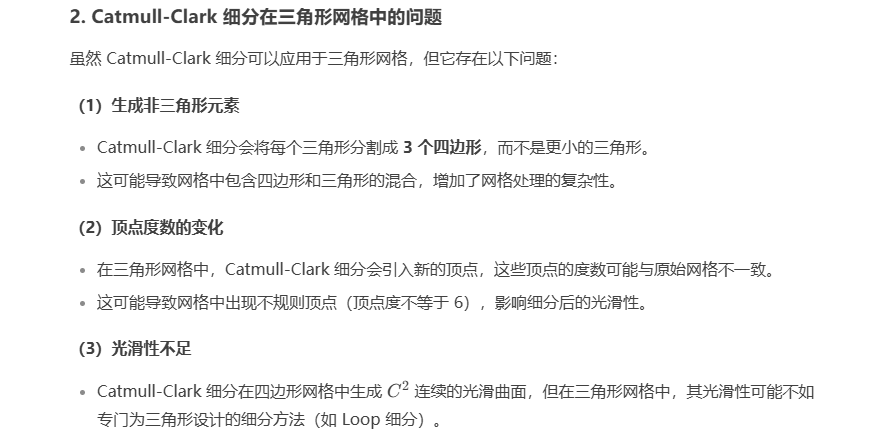 2. Catmull-Clark 细分在三角形网格中的问题
虽然 Catmull-Clark 细分可以应用于三角形网格，但它存在以下问题：
（1）生成非三角形元素
• Catmull-Clark 细分会将每个三角形分割成 3 个四边形，而不是更小的三角形。
• 这可能导致网格中包含四边形和三角形的混合，增加了网格处理的复杂性。
（2）顶点度数的变化
• 在三角形网格中，Catmull-Clark 细分会引入新的顶点，这些顶点的度数可能与原始网格不一致。
• 这可能导致网格中出现不规则顶点（顶点度不等于 6），影响细分后的光滑性。
（3）光滑性不足
• Catmull-Clark 细分在四边形网格中生成 C² 连续的光滑曲面，但在三角形网格中，其光滑性可能不如
专门为三角形设计的细分方法（如 Loop 细分）。